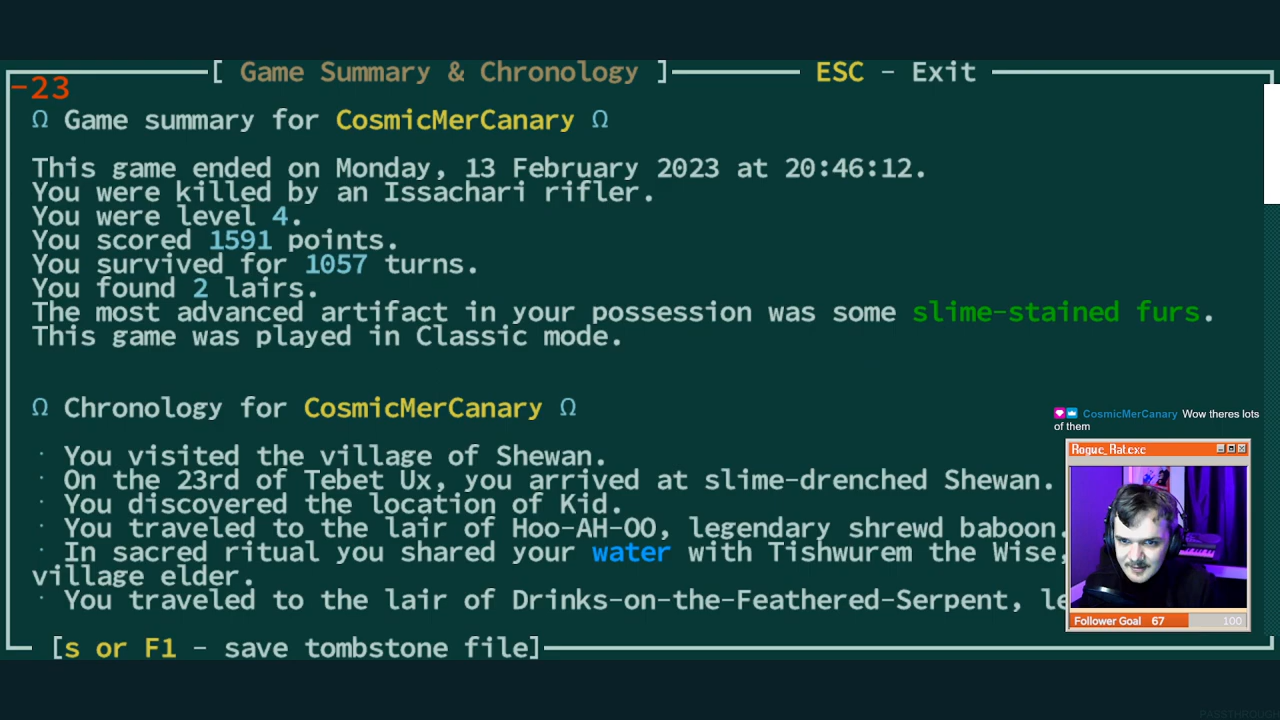 [ Game Summary & Chronology ] ESC - Exit
-23
Ω Game summary for CosmicMerCanary Ω
This game ended on Monday, 13 February 2023 at 20:46:12.
You were killed by an Issachari rifler.
You were level 4.
You scored 1591 points.
You survived for 1057 turns.
You found 2 lairs.
The most advanced artifact in your possession was some slime-stained furs.
This game was played in Classic mode.
Ω Chronology for CosmicMerCanary Ω
· You visited the village of Shewan.
· On the 23rd of Tebet Ux, you arrived at slime-drenched Shewan.
· You discovered the location of Kid.
· You traveled to the lair of Hoo-AH-OO, legendary shrewd baboon.
· In sacred ritual you shared your water with Tishwurem the Wise,
village elder.
· You traveled to the lair of Drinks-on-the-Feathered-Serpent, le
[s or F1 - save tombstone file]
CosmicMerCanary Wow theres lots
of them
Rogue_Rat.exe
Follower Goal 67 100
PASSTHROUGH